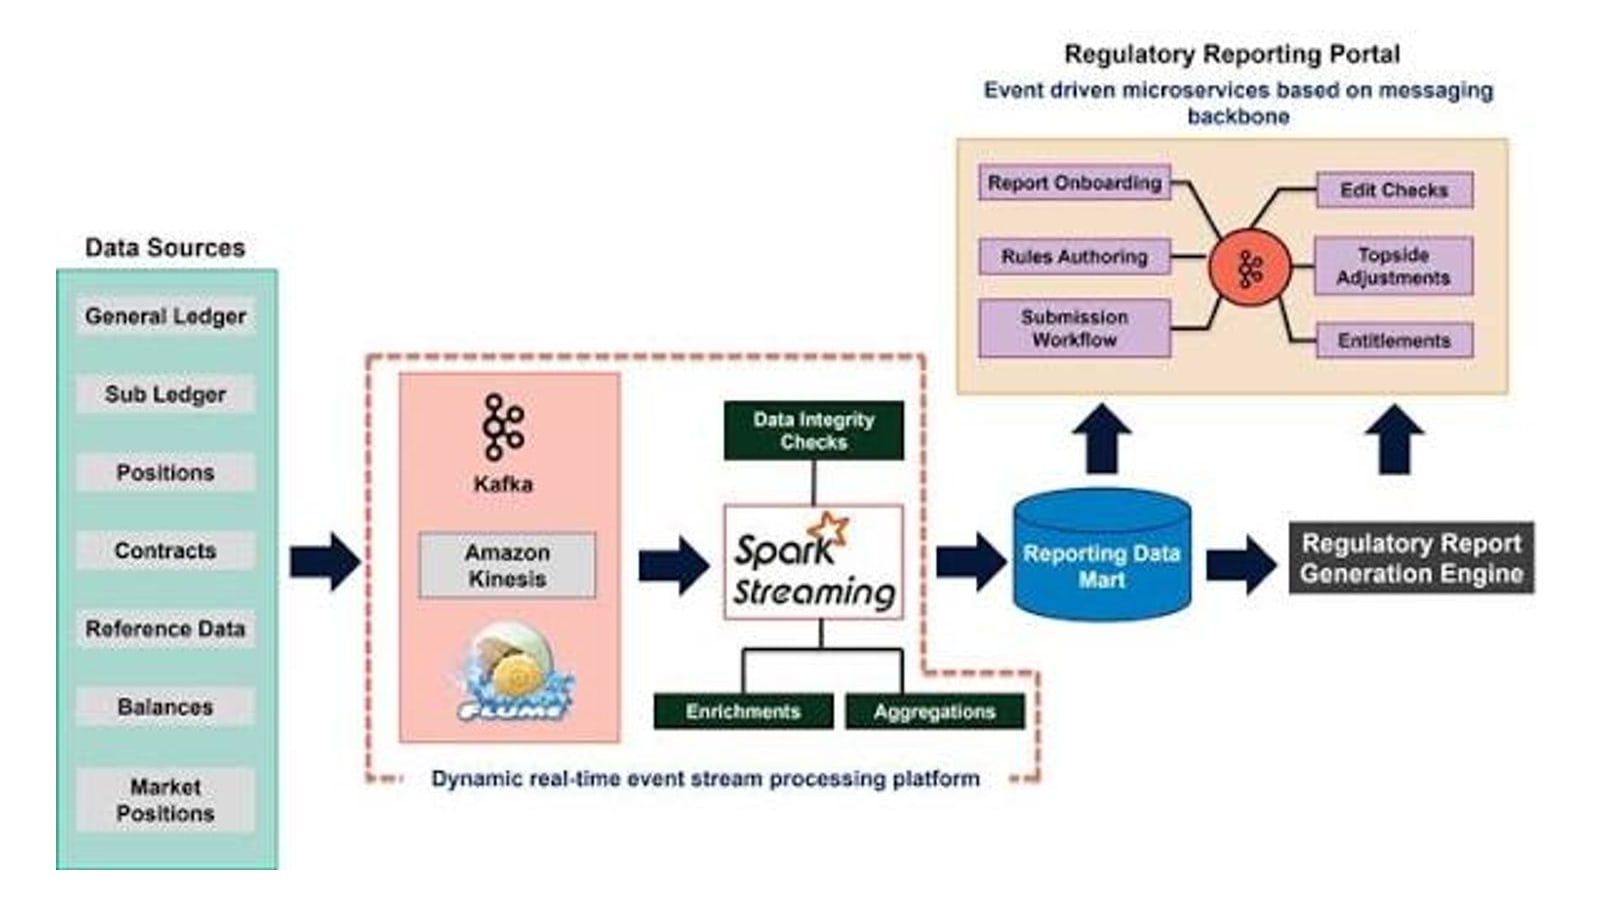 Regulatory Reporting Portal
Event driven microservices based on messaging
backbone
Report Onboarding
Edit Checks
Rules Authoring
Topside
Adjustments
Submission
Workflow
Entitlements
Data Sources
General Ledger
Sub Ledger
Positions
Contracts
Reference Data
Balances
Market
Positions
Kafka
Amazon
Kinesis
FLUME
Data Integrity
Checks
Spark
Streaming
Enrichments
Aggregations
Dynamic real-time event stream processing platform
Reporting Data
Mart
Regulatory Report
Generation Engine